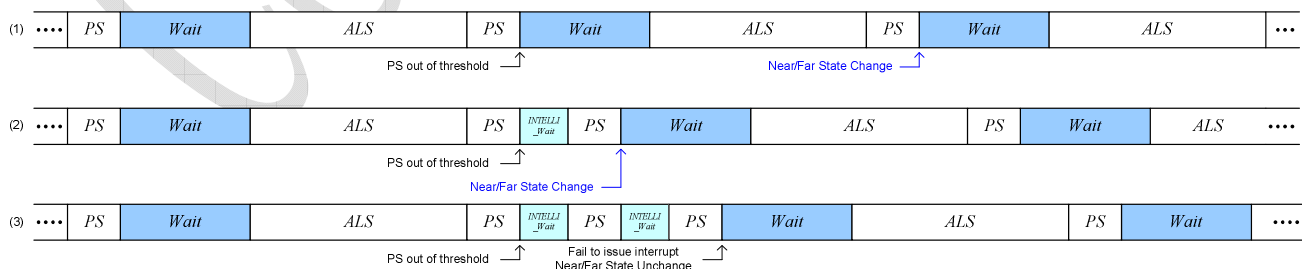 (1) •••• PS Wait ALS PS Wait ALS PS Wait ALS •••
PS out of threshold
Near/Far State Change
(2) •••• PS Wait ALS PS INTELLI _Wait PS Wait ALS PS Wait ALS ••••
PS out of threshold
Near/Far State Change
(3) •••• PS Wait ALS PS INTELLI _Wait PS INTELLI _Wait PS Wait ALS PS Wait ••••
PS out of threshold
Fail to issue interrupt
Near/Far State Unchange